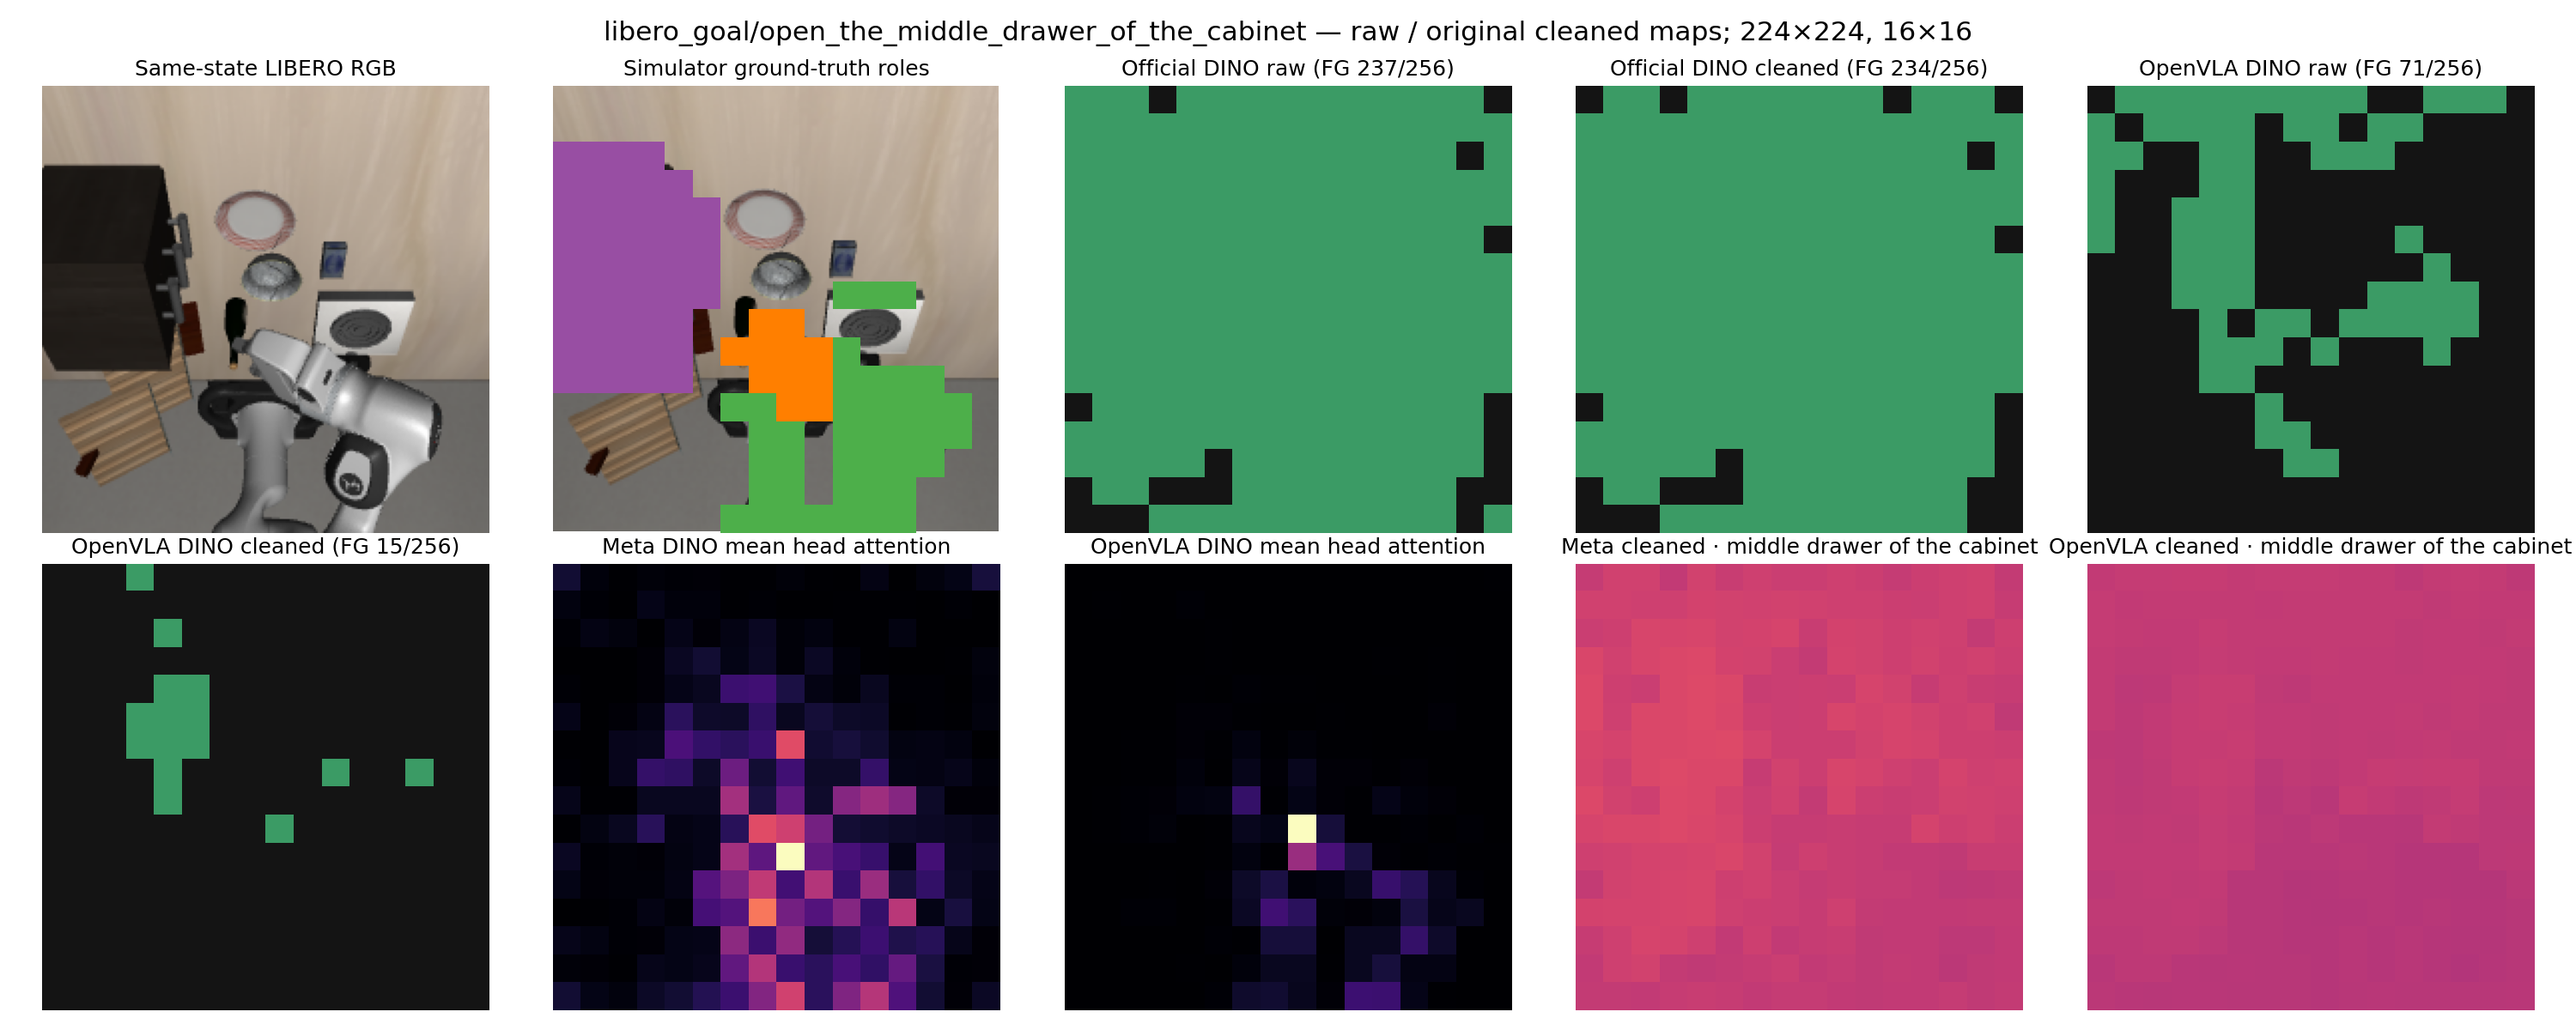 libero_goal/open_the_middle_drawer_of_the_cabinet — raw / original cleaned maps; 224×224, 16×16
Same-state LIBERO RGB
Simulator ground-truth roles
Official DINO raw (FG 237/256)
Official DINO cleaned (FG 234/256)
OpenVLA DINO raw (FG 71/256)
OpenVLA DINO cleaned (FG 15/256)
Meta DINO mean head attention
OpenVLA DINO mean head attention
Meta cleaned · middle drawer of the cabinet
OpenVLA cleaned · middle drawer of the cabinet